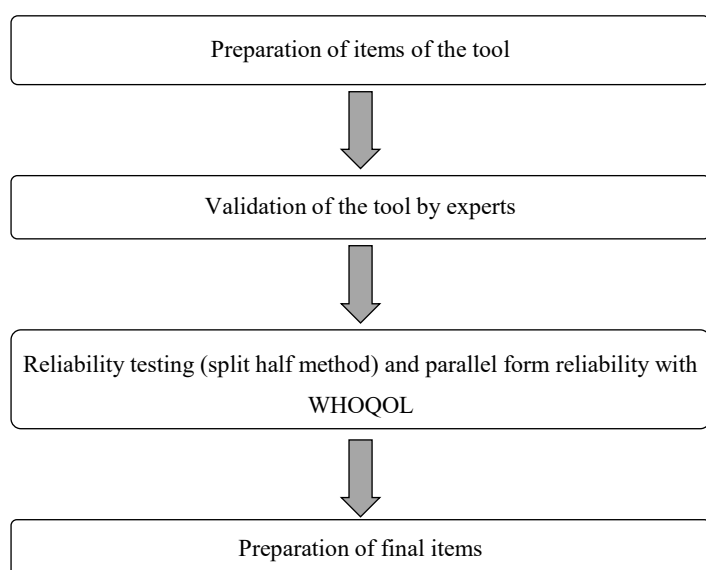 Preparation of items of the tool
Validation of the tool by experts
Reliability testing (split half method) and parallel form reliability with
WHOQOL
Preparation of final items